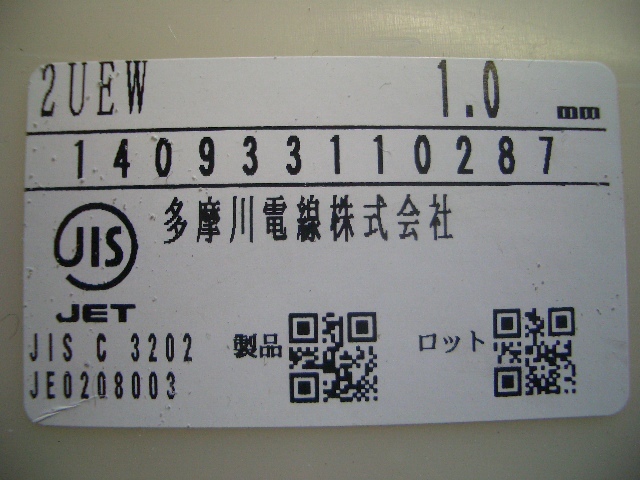 2UEW 1.0 mm
140933110287
多摩川電線株式会社
JIS
JET
JIS C 3202 製品 ロット
JE0208003